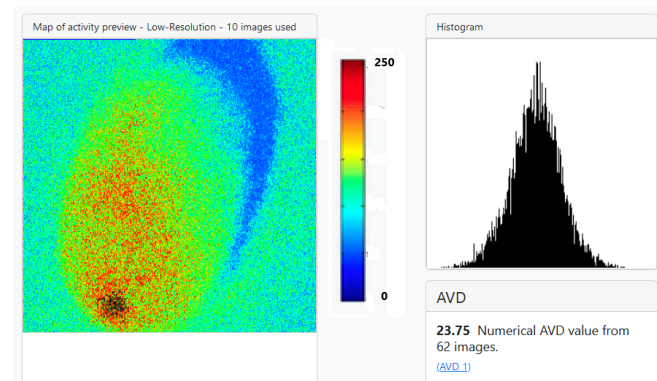 Map of activity preview - Low-Resolution - 10 images used
250
0
Histogram
AVD
23.75 Numerical AVD value from
62 images.
(AVD 1)